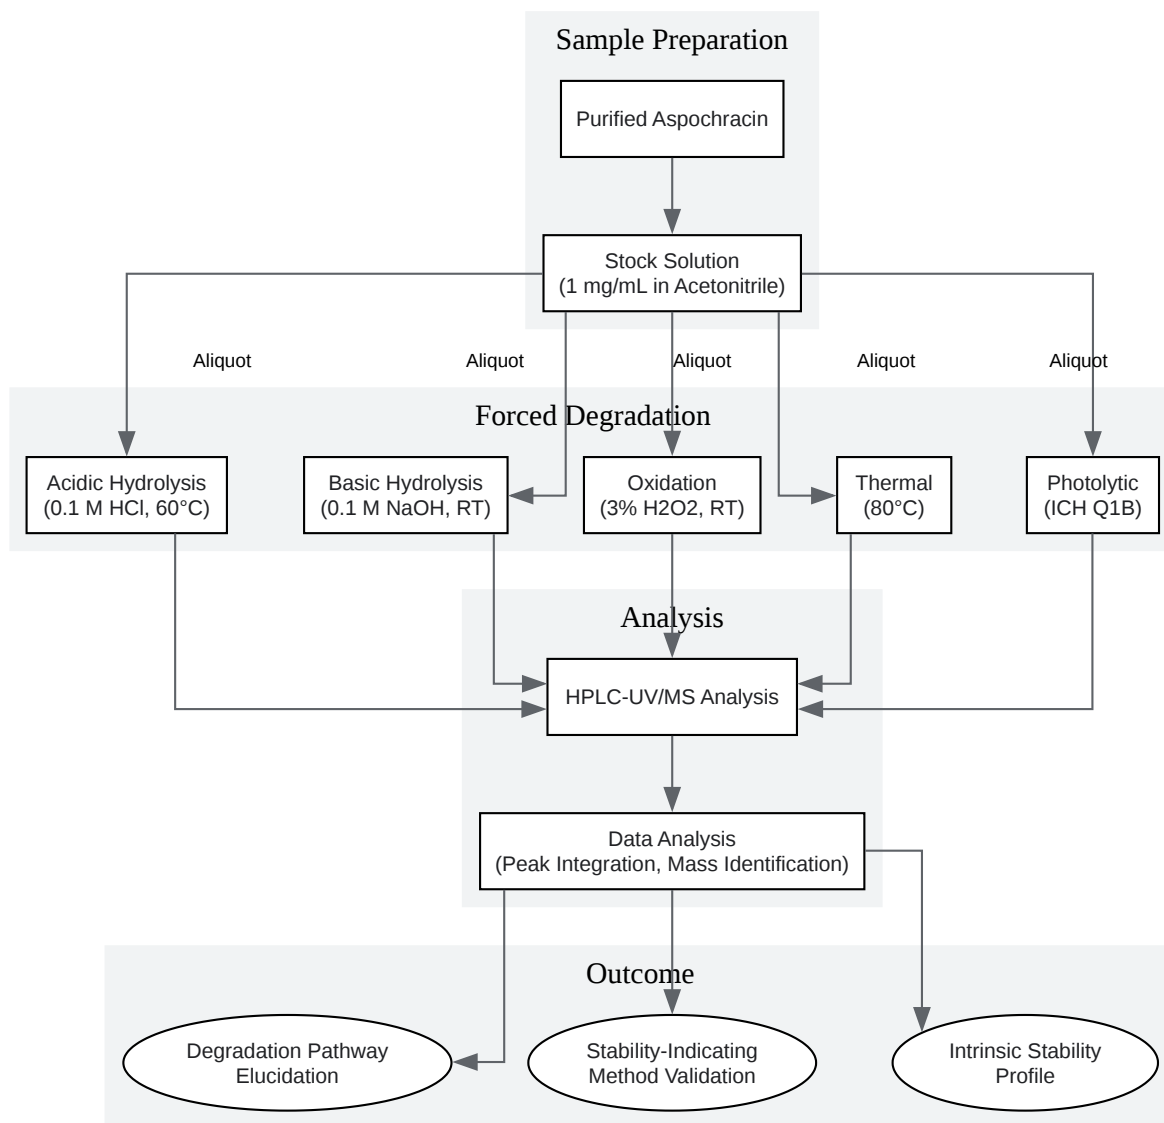 Sample Preparation
Purified Aspochracin
Stock Solution
(1 mg/mL in Acetonitrile)
Aliquot
Aliquot
Aliquot
Aliquot
Aliquot
Forced Degradation
Acidic Hydrolysis
(0.1 M HCl, 60°C)
Basic Hydrolysis
(0.1 M NaOH, RT)
Oxidation
(3% H2O2, RT)
Thermal
(80°C)
Photolytic
(ICH Q1B)
Analysis
HPLC-UV/MS Analysis
Data Analysis
(Peak Integration, Mass Identification)
Outcome
Degradation Pathway
Elucidation
Stability-Indicating
Method Validation
Intrinsic Stability
Profile